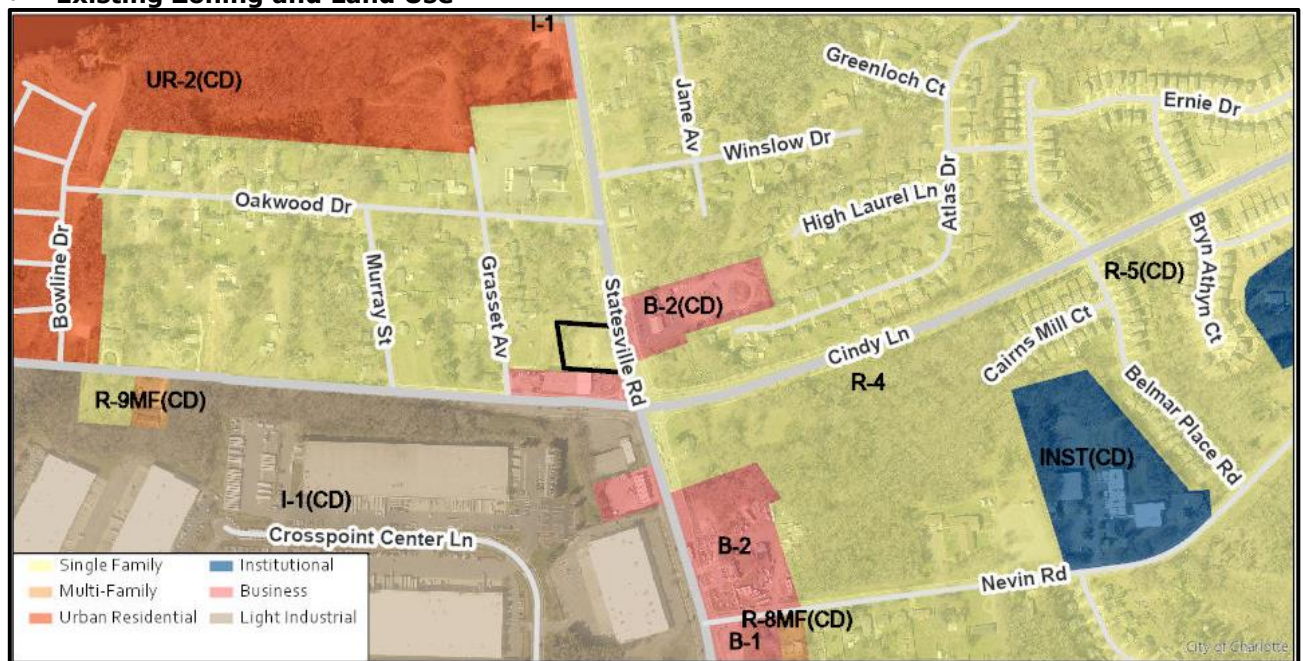 Existing Zoning and Land Use
I-1
UR-2(CD)
Jane Av
Greenloch Ct
Ernie Dr
Winslow Dr
Atlas Dr
High Laurel Ln
Oakwood Dr
Bowline Dr
Murray St
Grasset Av
Statesville Rd
B-2(CD)
Bryn Athyn Ct
R-5(CD)
Cindy Ln
Cairns Mill Ct
R-4
Belmar Place Rd
R-9MF(CD)
INST(CD)
I-1(CD)
Crosspoint Center Ln
B-2
Nevin Rd
R-8MF(CD)
B-1
Single Family
Institutional
Multi-Family
Business
Urban Residential
Light Industrial
City of Charlotte